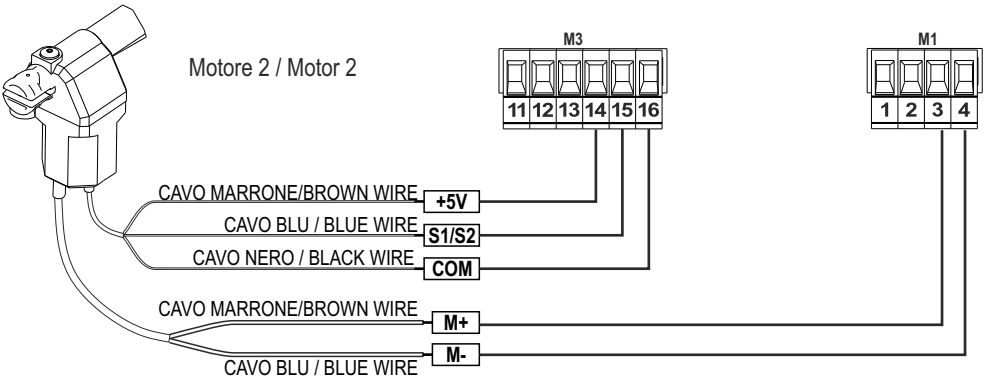 M3
M1
Motore 2 / Motor 2
11 12 13 14 15 16
1 2 3 4
CAVO MARRONE/BROWN WIRE +5V
CAVO BLU / BLUE WIRE S1/S2
CAVO NERO / BLACK WIRE COM
CAVO MARRONE/BROWN WIRE M+
M-
CAVO BLU / BLUE WIRE